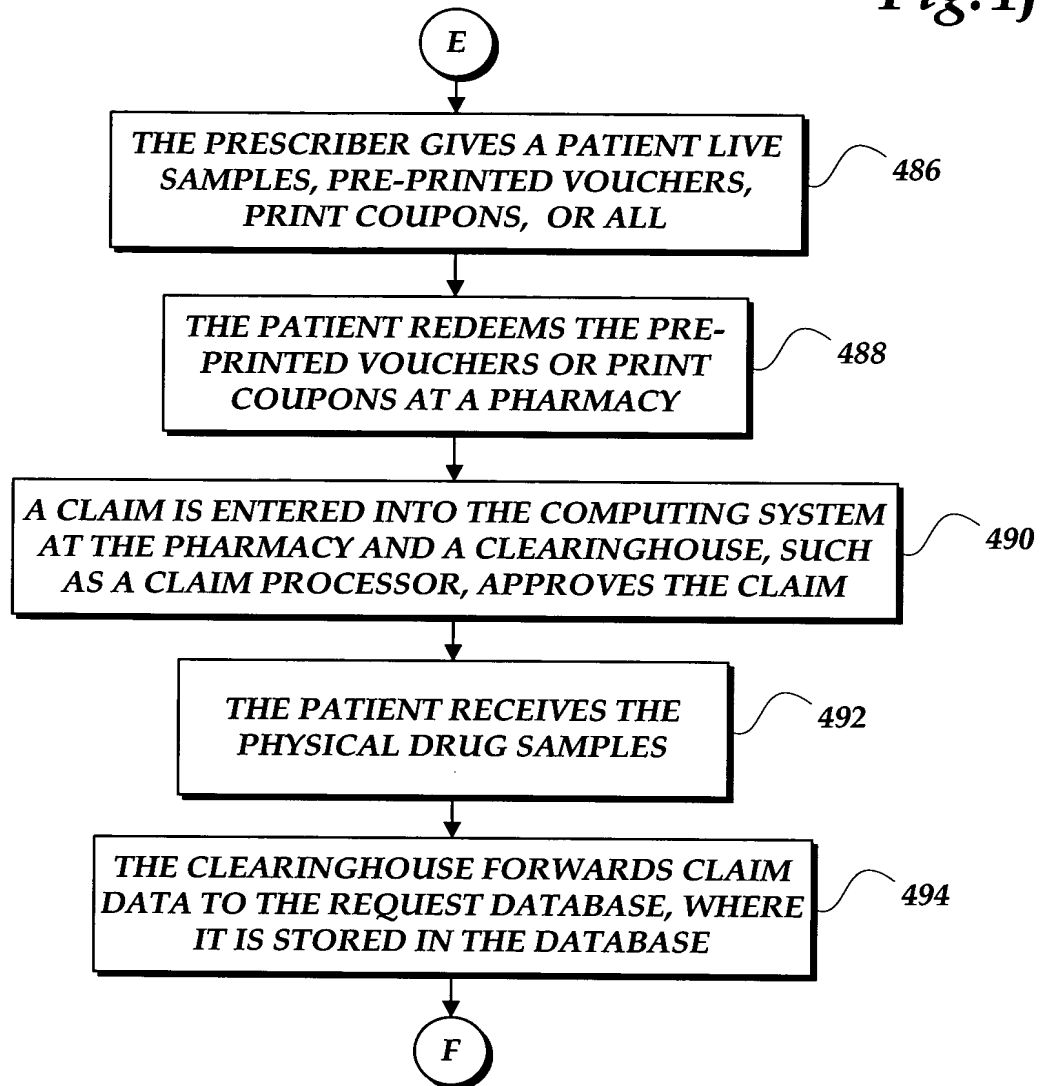 E
THE PRESCRIBER GIVES A PATIENT LIVE
SAMPLES, PRE-PRINTED VOUCHERS,
PRINT COUPONS, OR ALL
486
THE PATIENT REDEEMS THE PRE-
PRINTED VOUCHERS OR PRINT
COUPONS AT A PHARMACY
488
A CLAIM IS ENTERED INTO THE COMPUTING SYSTEM
AT THE PHARMACY AND A CLEARINGHOUSE, SUCH
AS A CLAIM PROCESSOR, APPROVES THE CLAIM
490
THE PATIENT RECEIVES THE
PHYSICAL DRUG SAMPLES
492
THE CLEARINGHOUSE FORWARDS CLAIM
DATA TO THE REQUEST DATABASE, WHERE
IT IS STORED IN THE DATABASE
494
F